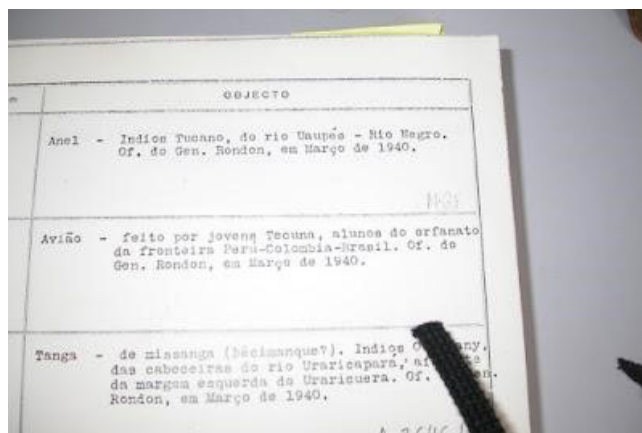 OBJECTO
Anel - Indios Tucano, do rio Uaupés - Rio Negro.
Of. do Gen. Rondon, em Março de 1940.
Avião - feito por jovens Tecuna, alunos do orfanato
da fronteira Perú-Colombia-Brasil. Of. do
Gen. Rondon, em Março de 1940.
Tanga - de missanga Indios
das cabeceiras do rio Uraricapara,
da margem esquerda do Uraricuera. Of.
Rondon, em Março de 1940.